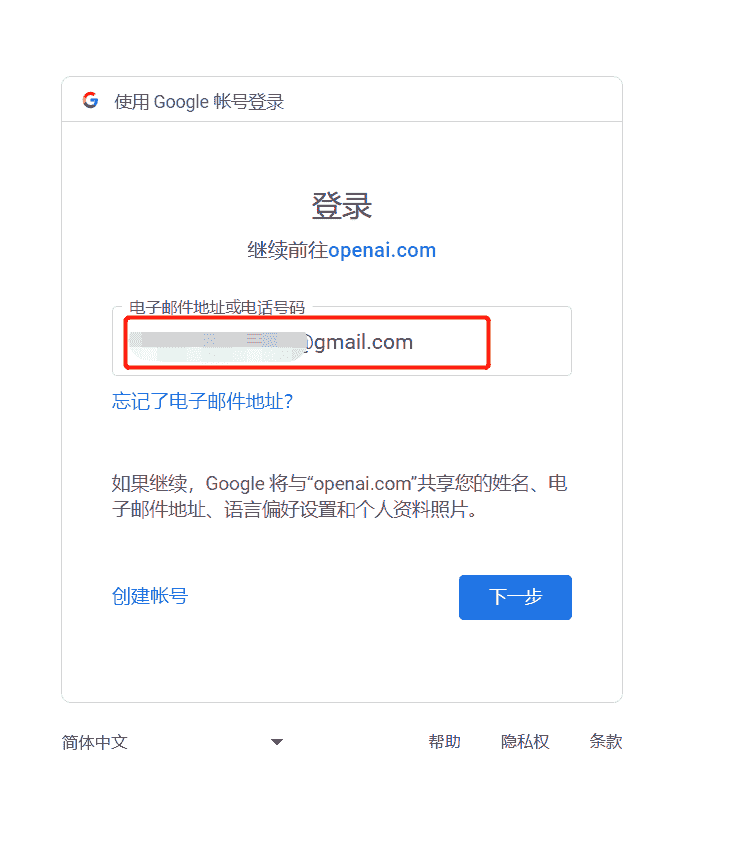 使用 Google 帐号登录
登录
继续前往openai.com
电子邮件地址或电话号码
@gmail.com
忘记了电子邮件地址？
如果继续，Google 将与“openai.com”共享您的姓名、电
子邮件地址、语言偏好设置和个人资料照片。
创建帐号
下一步
简体中文
帮助
隐私权
条款